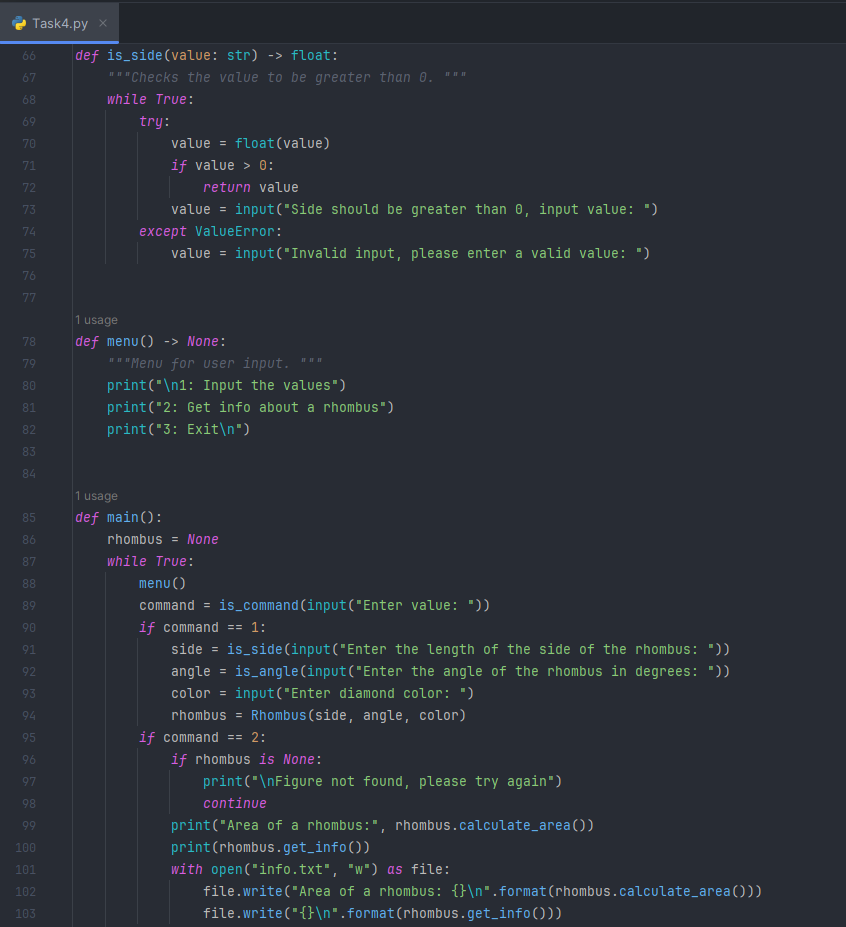 Task4.py ×
66 def is_side(value: str) -> float:
67     """Checks the value to be greater than 0. """
68     while True:
69         try:
70             value = float(value)
71             if value > 0:
72                 return value
73             value = input("Side should be greater than 0, input value: ")
74         except ValueError:
75             value = input("Invalid input, please enter a valid value: ")
76
77
1 usage
78 def menu() -> None:
79     """Menu for user input. """
80     print("\n1: Input the values")
81     print("2: Get info about a rhombus")
82     print("3: Exit\n")
83
84
1 usage
85 def main():
86     rhombus = None
87     while True:
88         menu()
89         command = is_command(input("Enter value: "))
90         if command == 1:
91             side = is_side(input("Enter the length of the side of the rhombus: "))
92             angle = is_angle(input("Enter the angle of the rhombus in degrees: "))
93             color = input("Enter diamond color: ")
94             rhombus = Rhombus(side, angle, color)
95         if command == 2:
96             if rhombus is None:
97                 print("\nFigure not found, please try again")
98                 continue
99             print("Area of a rhombus:", rhombus.calculate_area())
100             print(rhombus.get_info())
101             with open("info.txt", "w") as file:
102                 file.write("Area of a rhombus: {}\n".format(rhombus.calculate_area()))
103                 file.write("{}\n".format(rhombus.get_info()))